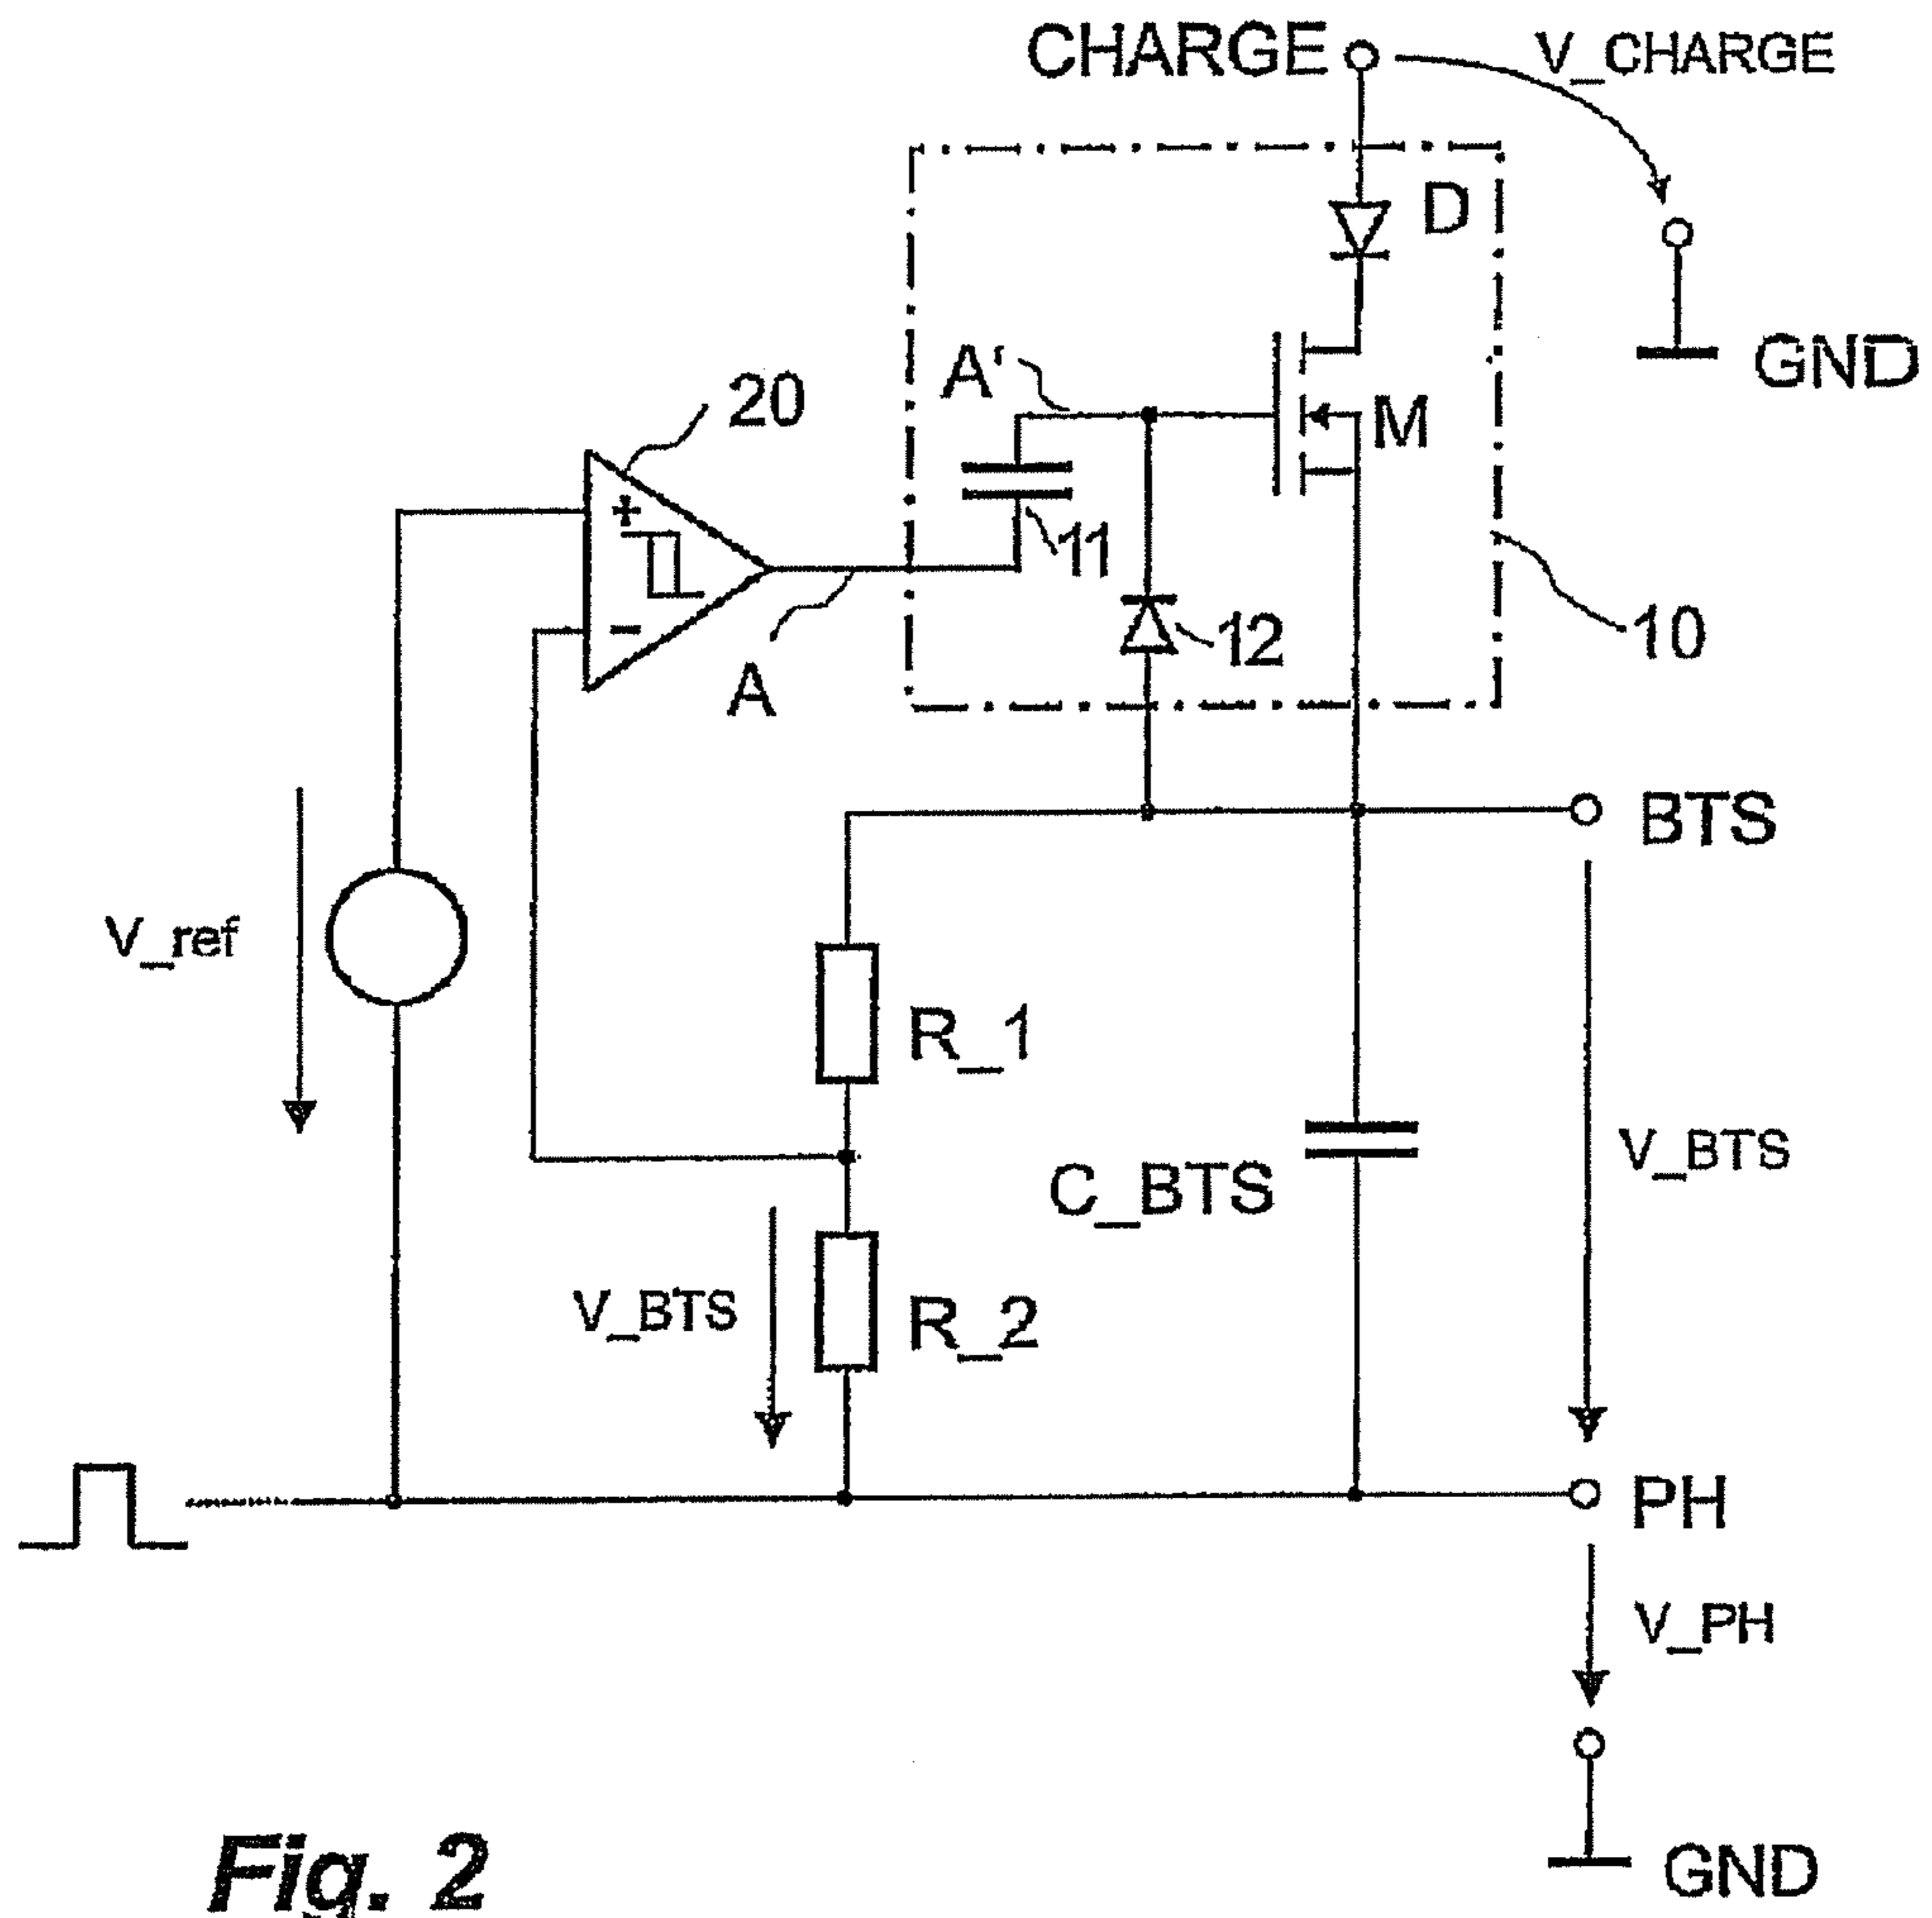 CHARGE
V_CHARGE
D
GND
A'
M
20
+
11
12
10
-
A
BTS
V_ref
R_1
C_BTS
V_BTS
V_BTS
R_2
PH
V_PH
GND
Fig. 2